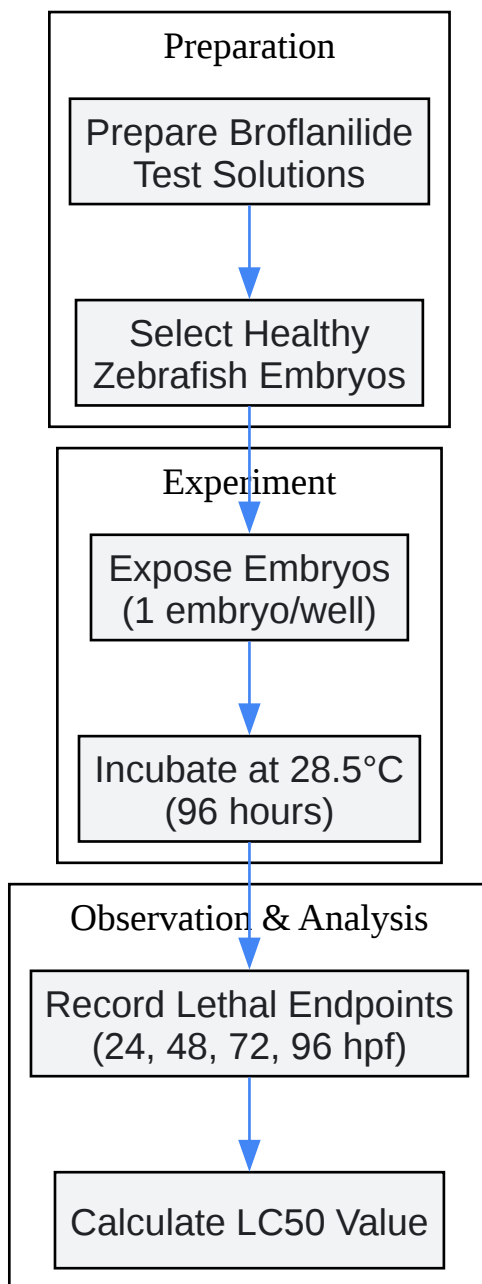 Preparation
Prepare Broflanilide
Test Solutions
Select Healthy
Zebrafish Embryos
Experiment
Expose Embryos
(1 embryo/well)
Incubate at 28.5°C
(96 hours)
Observation & Analysis
Record Lethal Endpoints
(24, 48, 72, 96 hpf)
Calculate LC50 Value